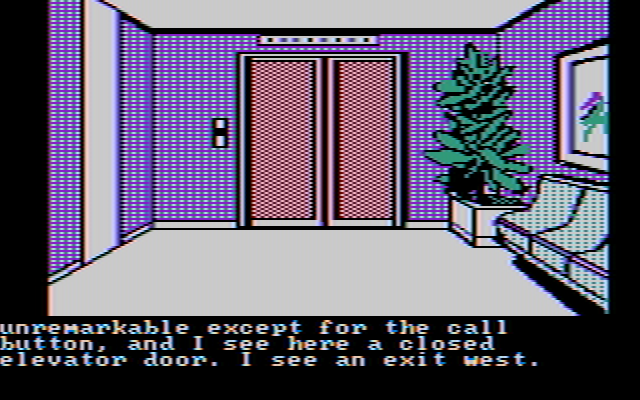 unremarkable except for the call
button, and I see here a closed
elevator door. I see an exit west.